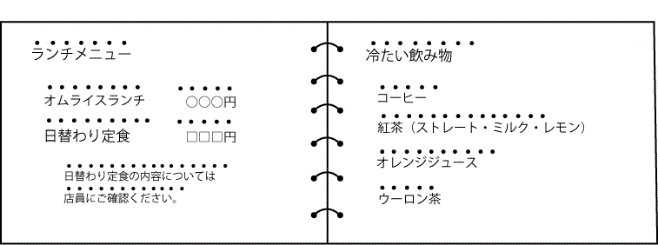 ランチメニュー
オムライスランチ　○○○円
日替わり定食　□□□円
日替わり定食の内容については
店員にご確認ください。
冷たい飲み物
コーヒー
紅茶（ストレート・ミルク・レモン）
オレンジジュース
ウーロン茶